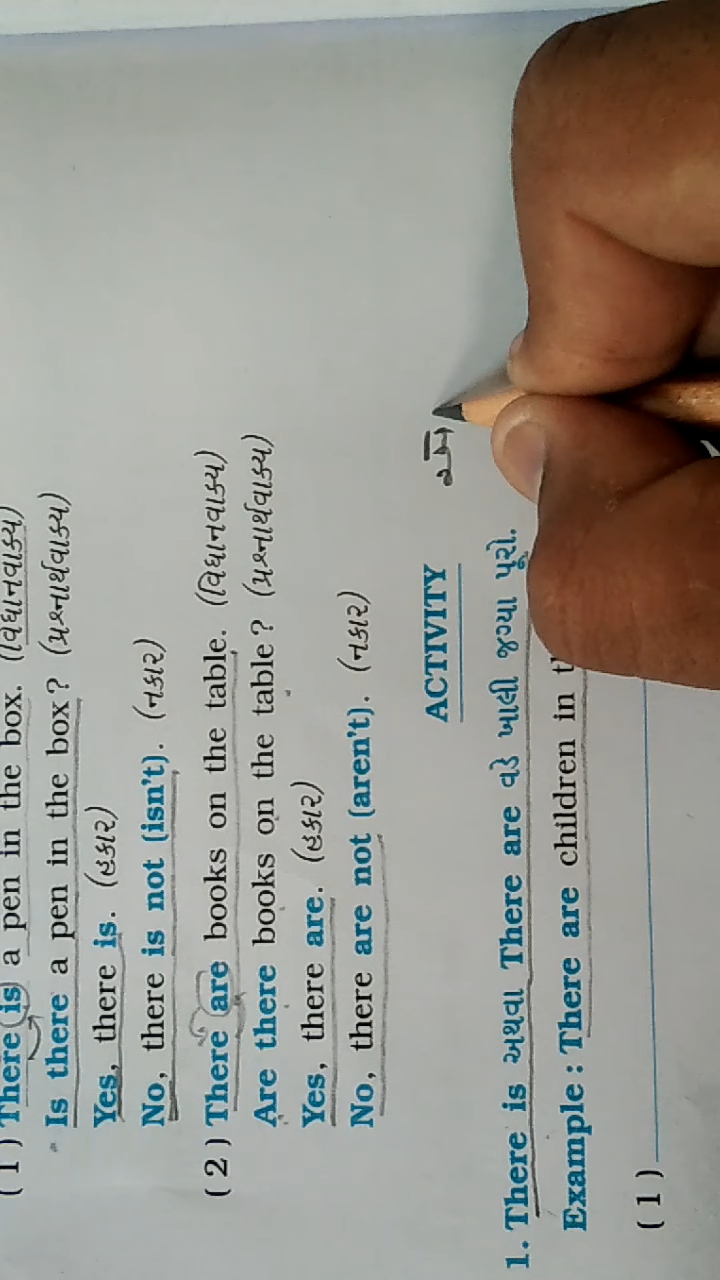 (1) There is a pen in the box. (વિધાનવાક્ય)
Is there a pen in the box? (પ્રશ્નાર્થવાક્ય)
Yes, there is. (હકાર)
No, there is not (isn't). (નકાર)
(2) There are books on the table. (વિધાનવાક્ય)
Are there books on the table? (પ્રશ્નાર્થવાક્ય)
Yes, there are. (હકાર)
No, there are not (aren't). (નકાર)
ACTIVITY
1. There is અથવા There are વડે ખાલી જગ્યા પૂરો.
Example : There are children in
(1)